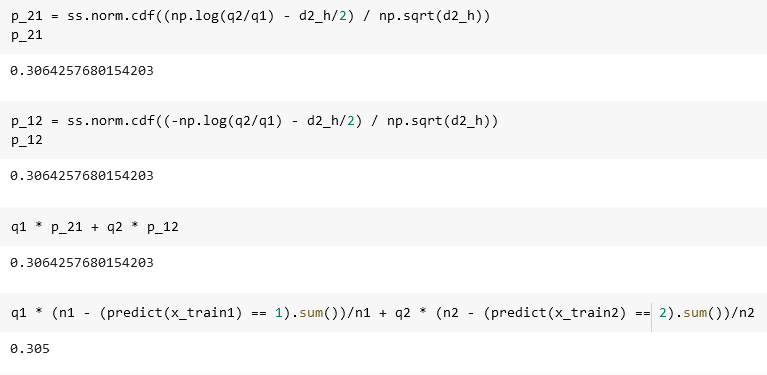 p_21 = ss.norm.cdf((np.log(q2/q1) - d2_h/2) / np.sqrt(d2_h))
p_21
0.3064257680154203
p_12 = ss.norm.cdf((-np.log(q2/q1) - d2_h/2) / np.sqrt(d2_h))
p_12
0.3064257680154203
q1 * p_21 + q2 * p_12
0.3064257680154203
q1 * (n1 - (predict(x_train1) == 1).sum())/n1 + q2 * (n2 - (predict(x_train2) == 2).sum())/n2
0.305